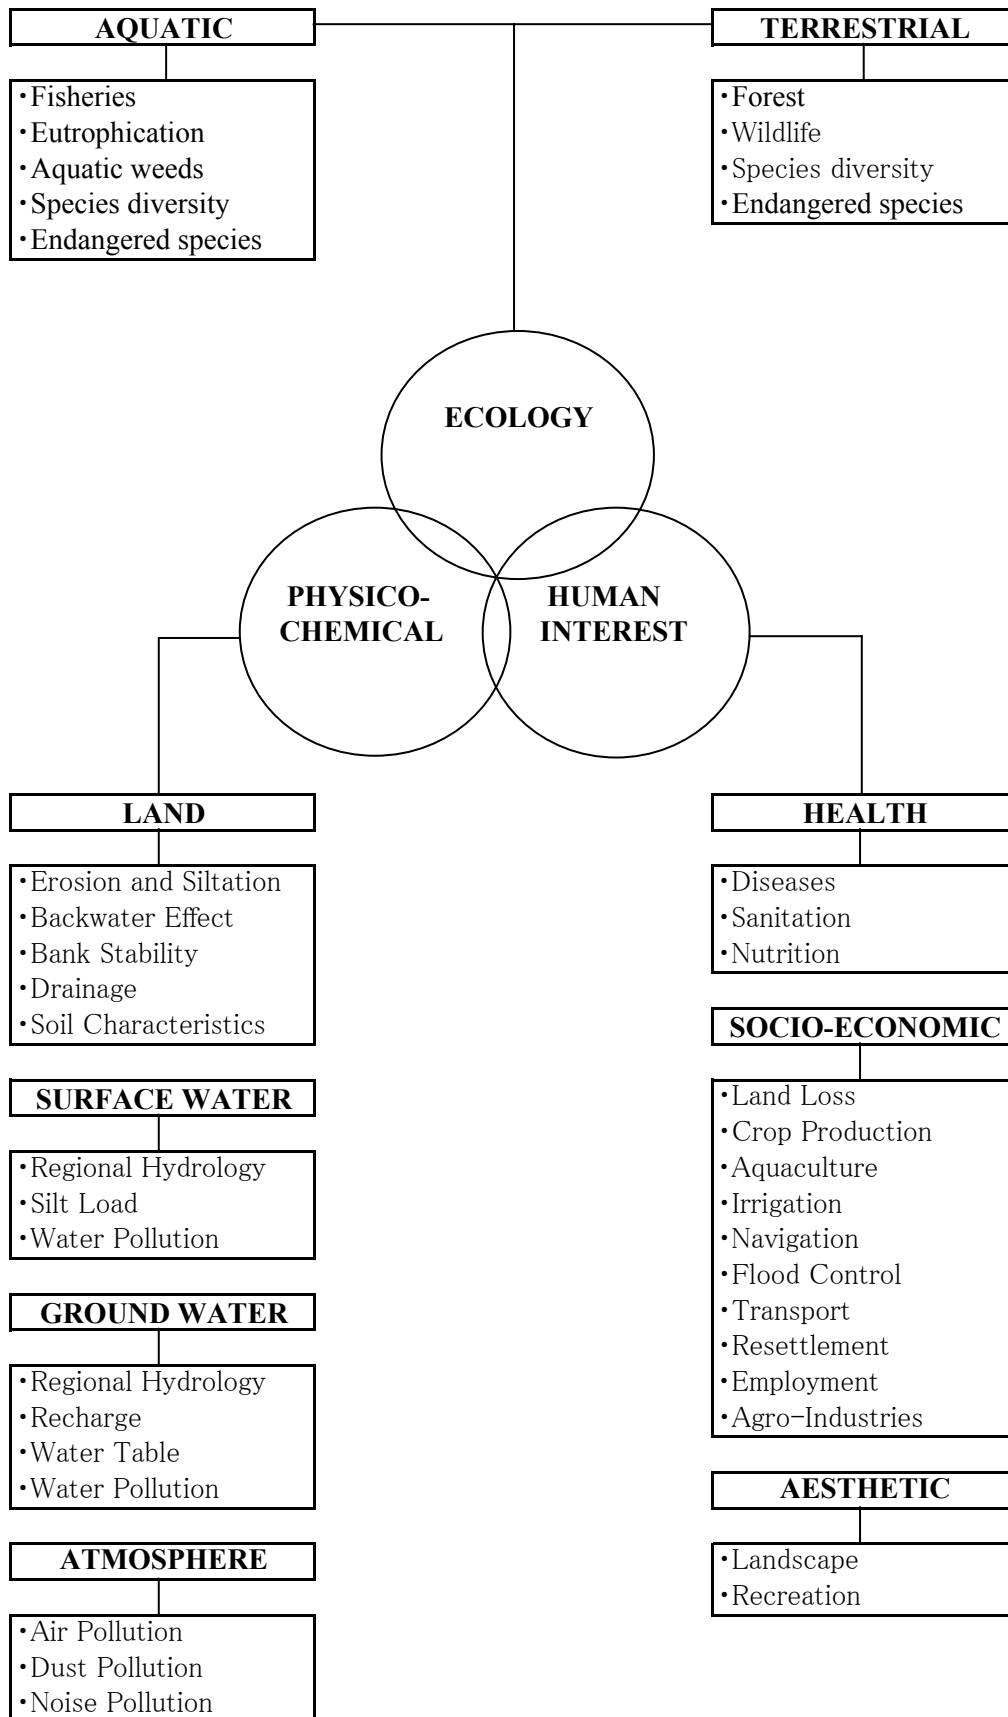 AQUATIC
・Fisheries
・Eutrophication
・Aquatic weeds
・Species diversity
・Endangered species
TERRESTRIAL
・Forest
・Wildlife
・Species diversity
・Endangered species
ECOLOGY
PHYSICO-
CHEMICAL
HUMAN
INTEREST
LAND
・Erosion and Siltation
・Backwater Effect
・Bank Stability
・Drainage
・Soil Characteristics
SURFACE WATER
・Regional Hydrology
・Silt Load
・Water Pollution
GROUND WATER
・Regional Hydrology
・Recharge
・Water Table
・Water Pollution
ATMOSPHERE
・Air Pollution
・Dust Pollution
・Noise Pollution
HEALTH
・Diseases
・Sanitation
・Nutrition
SOCIO-ECONOMIC
・Land Loss
・Crop Production
・Aquaculture
・Irrigation
・Navigation
・Flood Control
・Transport
・Resettlement
・Employment
・Agro-Industries
AESTHETIC
・Landscape
・Recreation